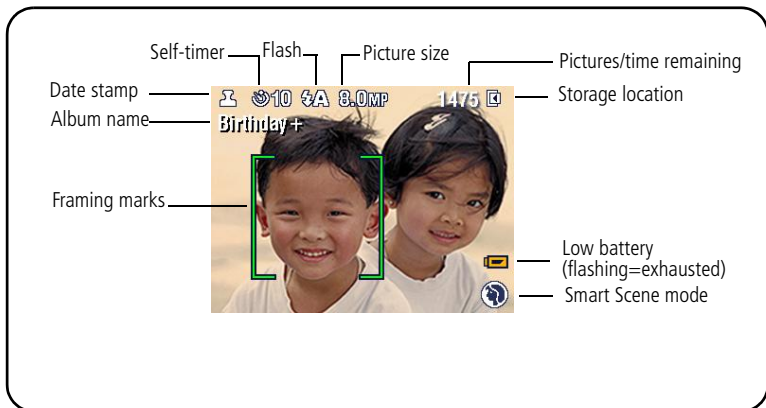 Self-timer Flash Picture size Pictures/time remaining
Date stamp Storage location
10 A 8.0MP 1475
Album name
Birthday+
Framing marks
Low battery
(flashing=exhausted)
Smart Scene mode